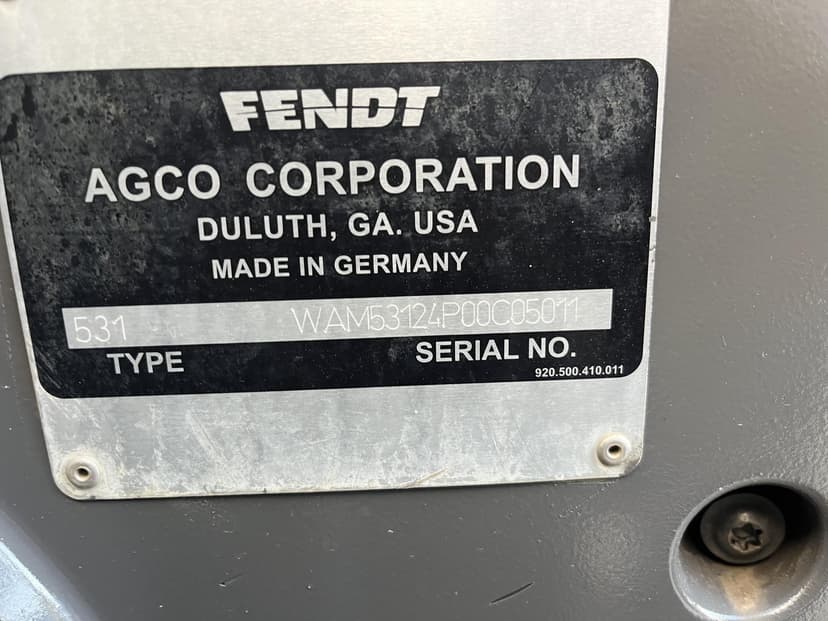 FENDT
AGCO CORPORATION
DULUTH, GA. USA
MADE IN GERMANY
531 WAM53124P00C05011
TYPE SERIAL NO.
920.500.410.011